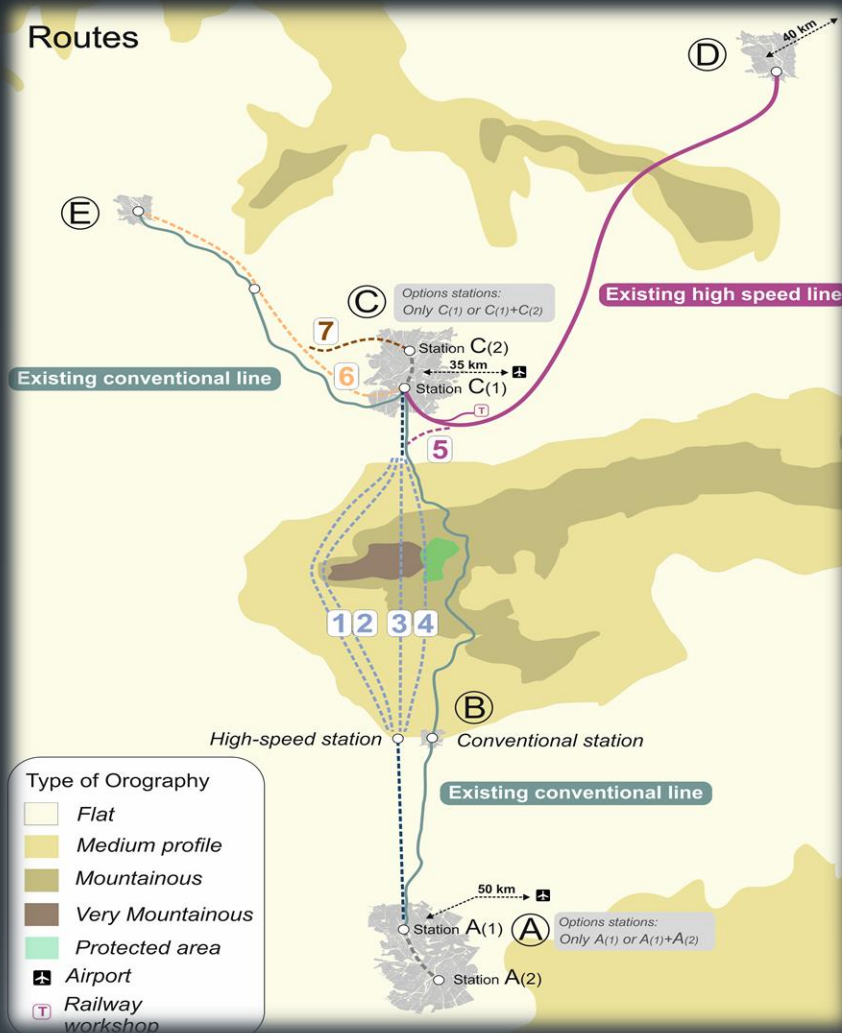 Routes
40 km
D
E
Existing high speed line
C
Options stations:
Only C(1) or C(1)+C(2)
7
Station C(2)
35 km
Existing conventional line
6
Station C(1)
T
5
1 2 3 4
B
High-speed station
Conventional station
Type of Orography
Flat
Existing conventional line
Medium profile
Mountainous
50 km
Very Mountainous
Station A(1)
A
Options stations:
Only A(1) or A(1)+A(2)
Protected area
Airport
Station A(2)
T
Railway
workshop